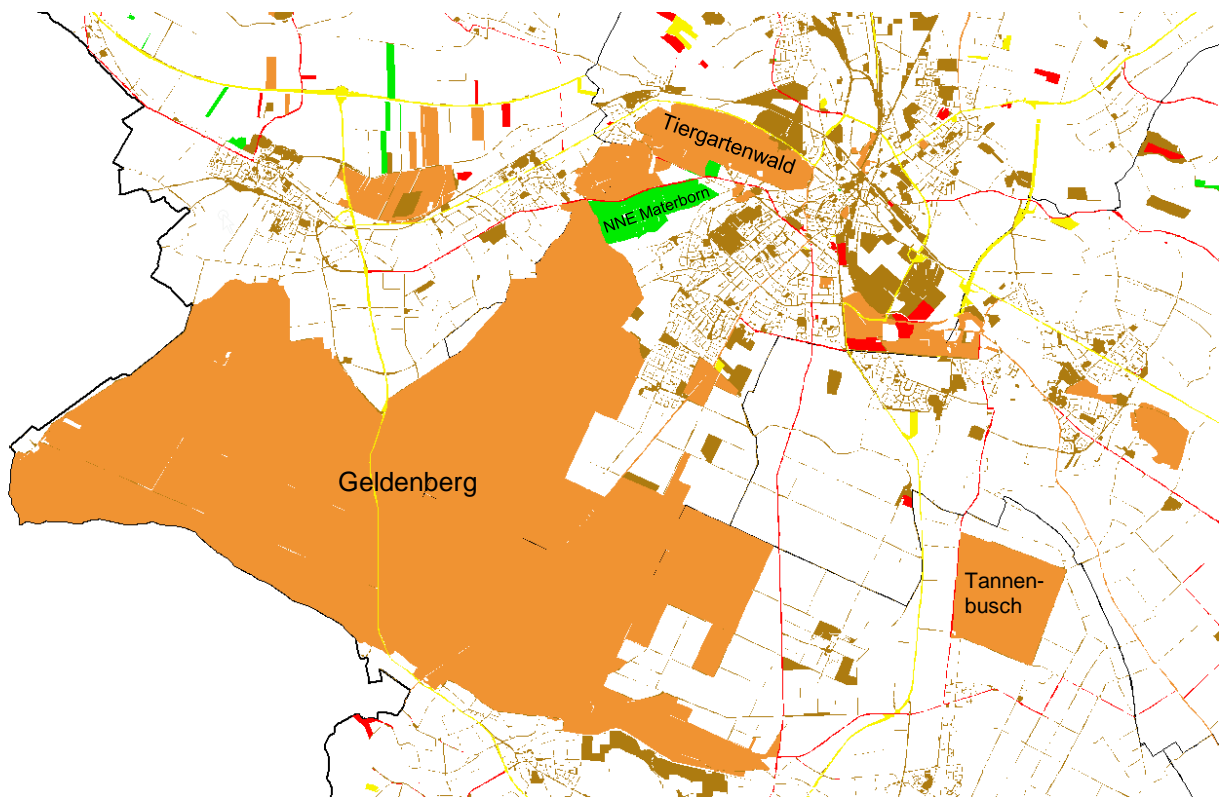 Tiergartenwald
NNE Materborn
Geldenberg
Tannen-
busch